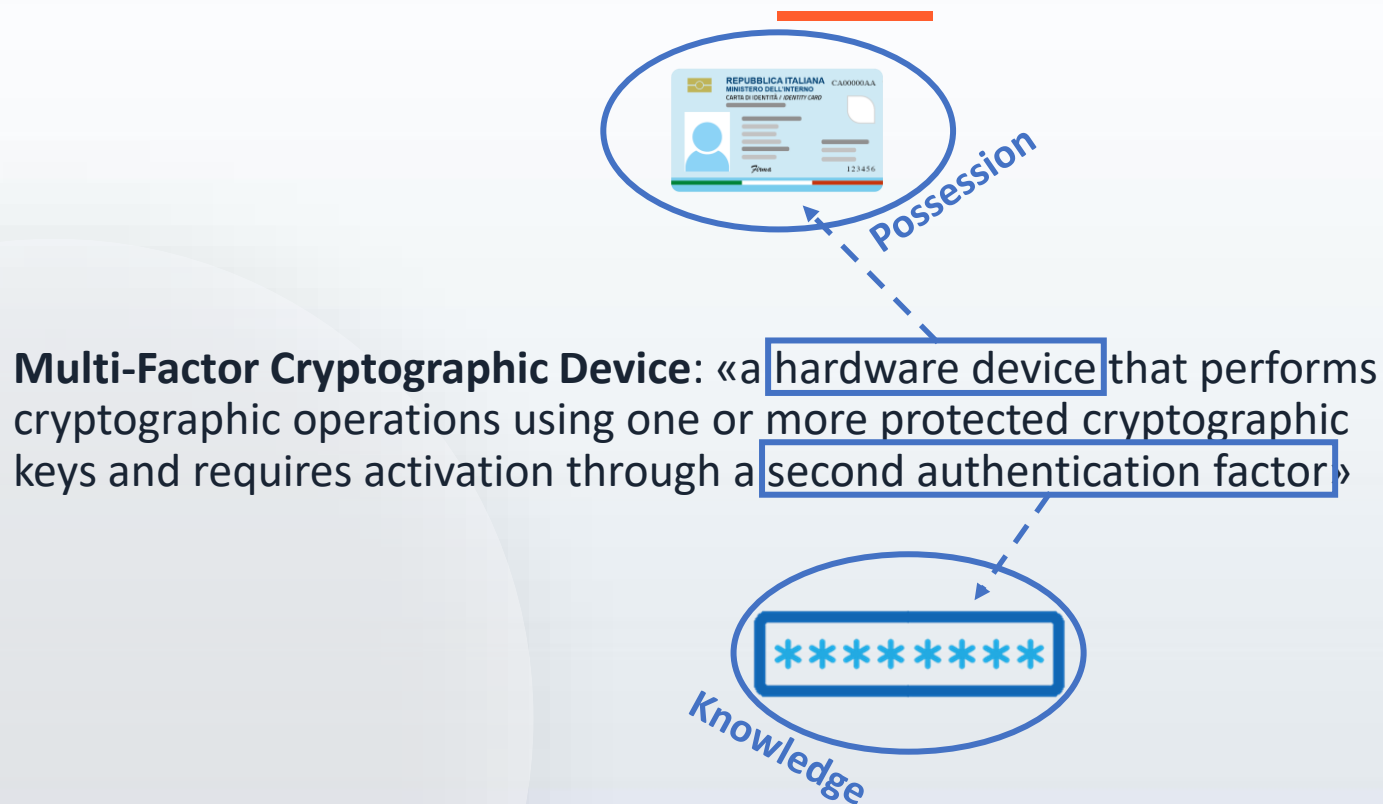 REPUBBLICA ITALIANA CA00000AA
MINISTERO DELL'INTERNO
CARTA DI IDENTITÀ / IDENTITY CARD
Firma 123456
Possession
Multi-Factor Cryptographic Device: «a hardware device that performs
cryptographic operations using one or more protected cryptographic
keys and requires activation through a second authentication factor»
********
Knowledge